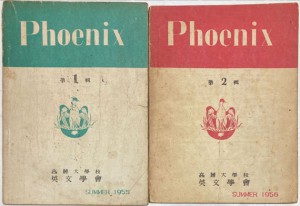 Phoenix
第1輯
高麗大學校
英文學會
SUMMER, 1955
Phoenix
第2輯
高麗大學校
英文學會
SUMMER 1956